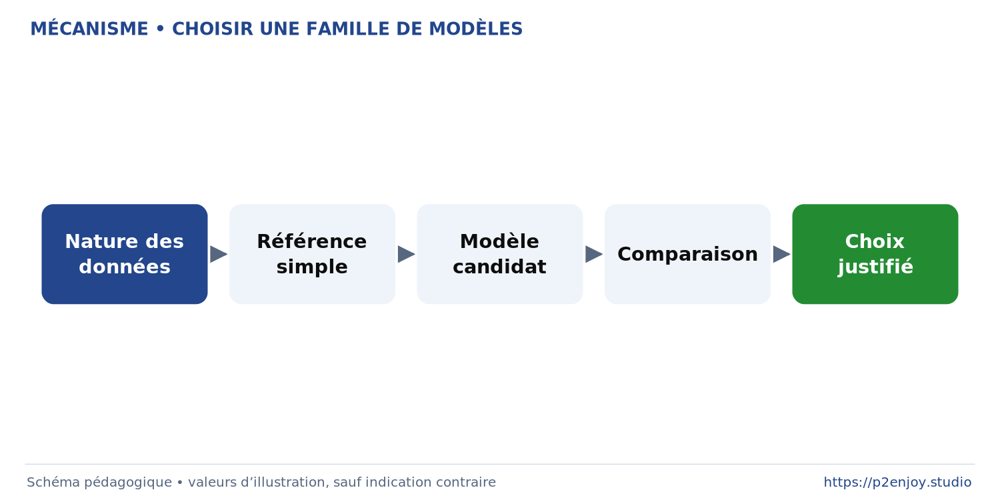 MÉCANISME • CHOISIR UNE FAMILLE DE MODÈLES
Nature des
données
Référence
simple
Modèle
candidat
Comparaison
Choix
justifié
Schéma pédagogique • valeurs d’illustration, sauf indication contraire
https://p2enjoy.studio